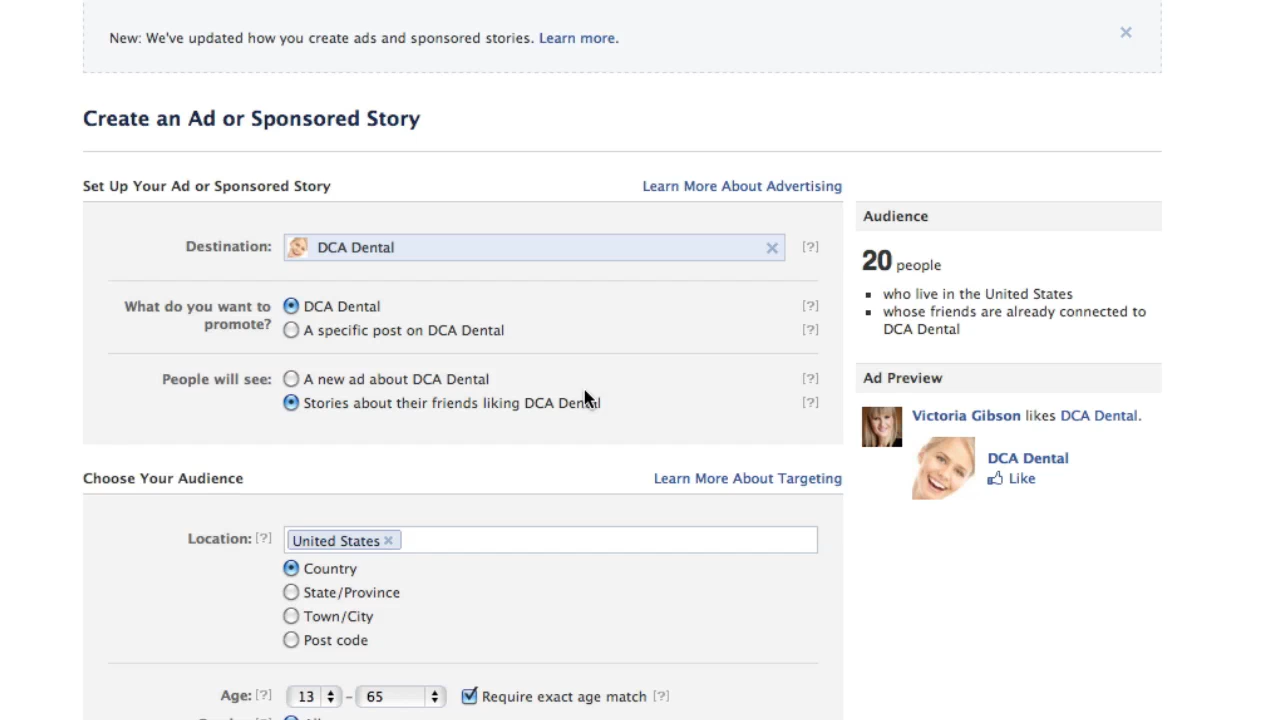 New: We've updated how you create ads and sponsored stories. Learn more.
Create an Ad or Sponsored Story
Set Up Your Ad or Sponsored Story
Learn More About Advertising
Destination:
DCA Dental
[?]
What do you want to
promote?
DCA Dental
[?]
A specific post on DCA Dental
[?]
People will see:
A new ad about DCA Dental
[?]
Stories about their friends liking DCA Dental
[?]
Choose Your Audience
Learn More About Targeting
Location: [?]
United States
Country
State/Province
Town/City
Post code
Age: [?]
13 – 65
Require exact age match [?]
Audience
20 people
who live in the United States
whose friends are already connected to
DCA Dental
Ad Preview
Victoria Gibson likes DCA Dental.
DCA Dental
Like